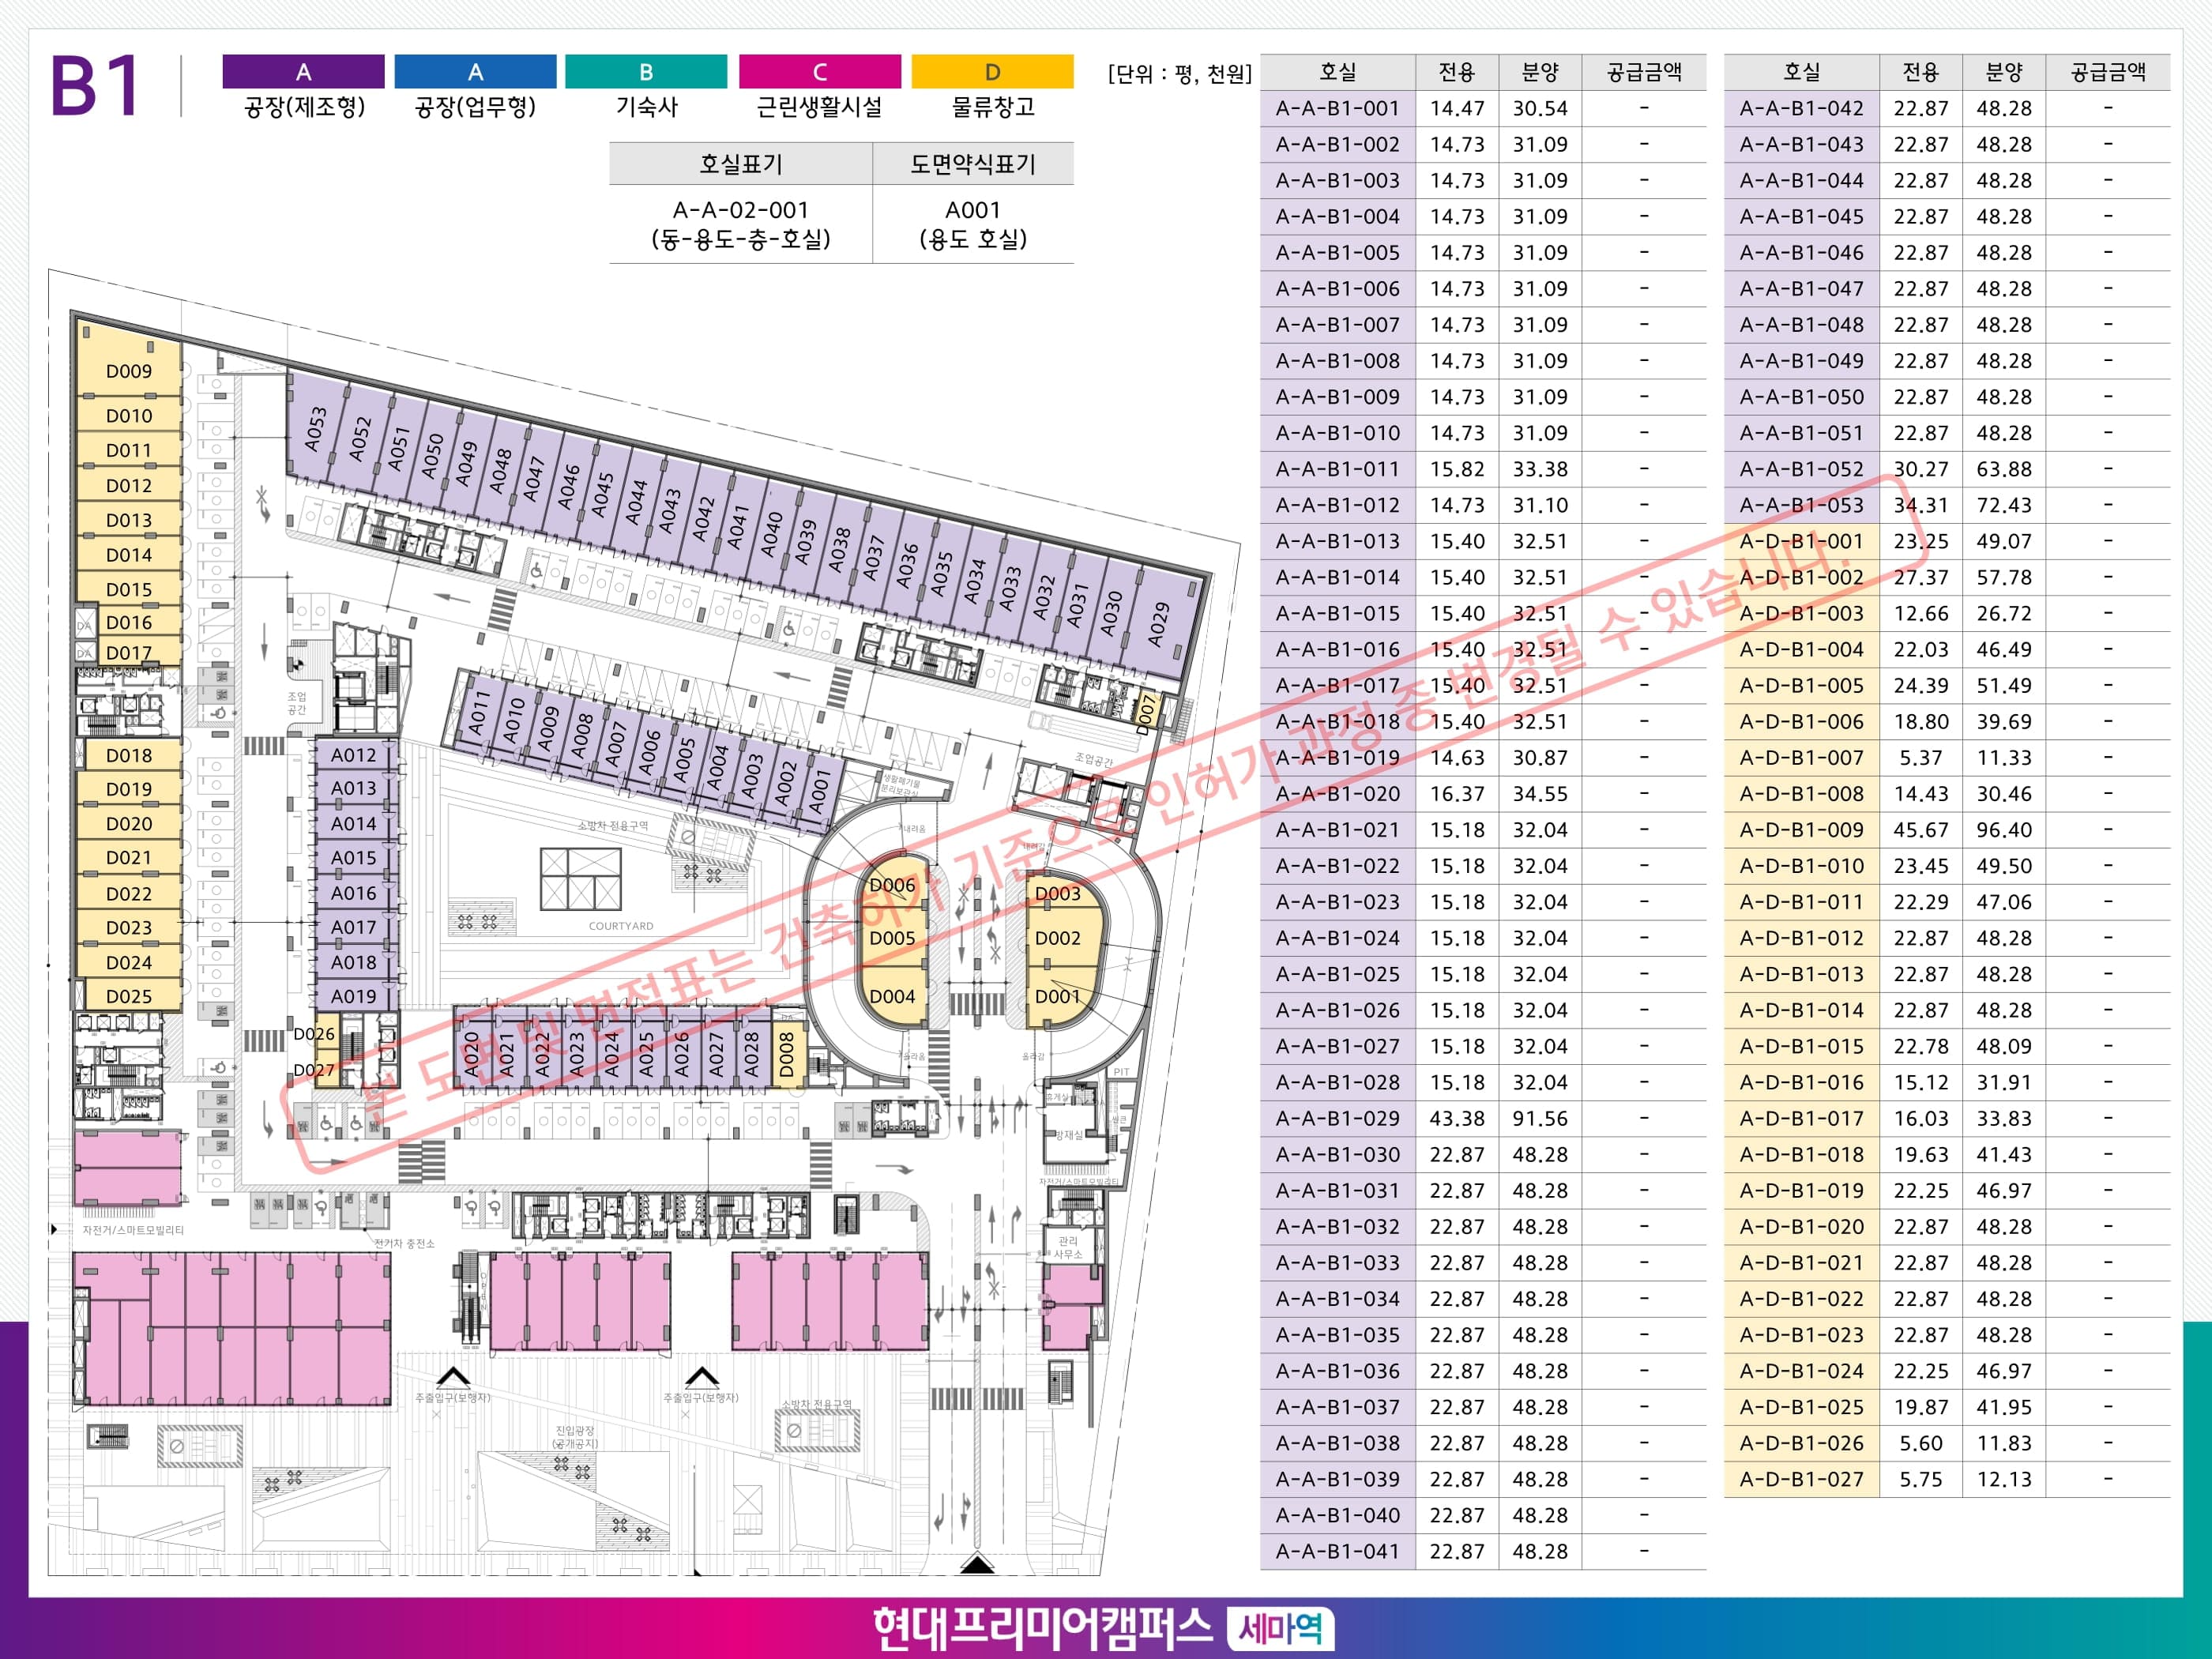 B1
A
A
B
C
D
공장(제조형)
공장(업무형)
기숙사
근린생활시설
물류창고
[단위 : 평, 천원]
호실표기 도면약식표기
A-A-02-001 A001
(동-용도-층-호실) (용도 호실)
호실 전용 분양 공급금액
A-A-B1-001 14.47 30.54 -
A-A-B1-002 14.73 31.09 -
A-A-B1-003 14.73 31.09 -
A-A-B1-004 14.73 31.09 -
A-A-B1-005 14.73 31.09 -
A-A-B1-006 14.73 31.09 -
A-A-B1-007 14.73 31.09 -
A-A-B1-008 14.73 31.09 -
A-A-B1-009 14.73 31.09 -
A-A-B1-010 14.73 31.09 -
A-A-B1-011 15.82 33.38 -
A-A-B1-012 14.73 31.10 -
A-A-B1-013 15.40 32.51 -
A-A-B1-014 15.40 32.51 -
A-A-B1-015 15.40 32.51 -
A-A-B1-016 15.40 32.51 -
A-A-B1-017 15.40 32.51 -
A-A-B1-018 15.40 32.51 -
A-A-B1-019 14.63 30.87 -
A-A-B1-020 16.37 34.55 -
A-A-B1-021 15.18 32.04 -
A-A-B1-022 15.18 32.04 -
A-A-B1-023 15.18 32.04 -
A-A-B1-024 15.18 32.04 -
A-A-B1-025 15.18 32.04 -
A-A-B1-026 15.18 32.04 -
A-A-B1-027 15.18 32.04 -
A-A-B1-028 15.18 32.04 -
A-A-B1-029 43.38 91.56 -
A-A-B1-030 22.87 48.28 -
A-A-B1-031 22.87 48.28 -
A-A-B1-032 22.87 48.28 -
A-A-B1-033 22.87 48.28 -
A-A-B1-034 22.87 48.28 -
A-A-B1-035 22.87 48.28 -
A-A-B1-036 22.87 48.28 -
A-A-B1-037 22.87 48.28 -
A-A-B1-038 22.87 48.28 -
A-A-B1-039 22.87 48.28 -
A-A-B1-040 22.87 48.28 -
A-A-B1-041 22.87 48.28 -
호실 전용 분양 공급금액
A-A-B1-042 22.87 48.28 -
A-A-B1-043 22.87 48.28 -
A-A-B1-044 22.87 48.28 -
A-A-B1-045 22.87 48.28 -
A-A-B1-046 22.87 48.28 -
A-A-B1-047 22.87 48.28 -
A-A-B1-048 22.87 48.28 -
A-A-B1-049 22.87 48.28 -
A-A-B1-050 22.87 48.28 -
A-A-B1-051 22.87 48.28 -
A-A-B1-052 30.27 63.88 -
A-A-B1-053 34.31 72.43 -
A-D-B1-001 23.25 49.07 -
A-D-B1-002 27.37 57.78 -
A-D-B1-003 12.66 26.72 -
A-D-B1-004 22.03 46.49 -
A-D-B1-005 24.39 51.49 -
A-D-B1-006 18.80 39.69 -
A-D-B1-007 5.37 11.33 -
A-D-B1-008 14.43 30.46 -
A-D-B1-009 45.67 96.40 -
A-D-B1-010 23.45 49.50 -
A-D-B1-011 22.29 47.06 -
A-D-B1-012 22.87 48.28 -
A-D-B1-013 22.87 48.28 -
A-D-B1-014 22.87 48.28 -
A-D-B1-015 22.78 48.09 -
A-D-B1-016 15.12 31.91 -
A-D-B1-017 16.03 33.83 -
A-D-B1-018 19.63 41.43 -
A-D-B1-019 22.25 46.97 -
A-D-B1-020 22.87 48.28 -
A-D-B1-021 22.87 48.28 -
A-D-B1-022 22.87 48.28 -
A-D-B1-023 22.87 48.28 -
A-D-B1-024 22.25 46.97 -
A-D-B1-025 19.87 41.95 -
A-D-B1-026 5.60 11.83 -
A-D-B1-027 5.75 12.13 -
D009
D010
D011
D012
D013
D014
D015
D016
D017
DA
DA
A053
A052
A051
A050
A049
A048
A047
A046
A045
A044
A043
A042
A041
A040
A039
A038
A037
A036
A035
A034
A033
A032
A031
A030
A029
조업
공간
A011
A010
A009
A008
A007
A006
A005
A004
A003
A002
A001
D007
조업공간
생활폐기물
분리보관실
D018
D019
D020
D021
D022
D023
D024
D025
A012
A013
A014
A015
A016
A017
A018
A019
소방차 전용구역
COURTYARD
내려옴
내려감
D006
D005
D004
D003
D002
D001
올라옴
올라감
D026
D027
A020
A021
A022
A023
A024
A025
A026
A027
A028
D008
DA
PIT
휴게실
방재실
자전거/스마트모빌리티
관리
사무소
자전거/스마트모빌리티
전기차 충전소
주출입구(보행자)
주출입구(보행자)
소방차 전용구역
진입광장
(공개공지)
본 도면 및 면적표는 건축허가 기준으로 인허가 과정 중 변경될 수 있습니다.
현대프리미어캠퍼스 세마역